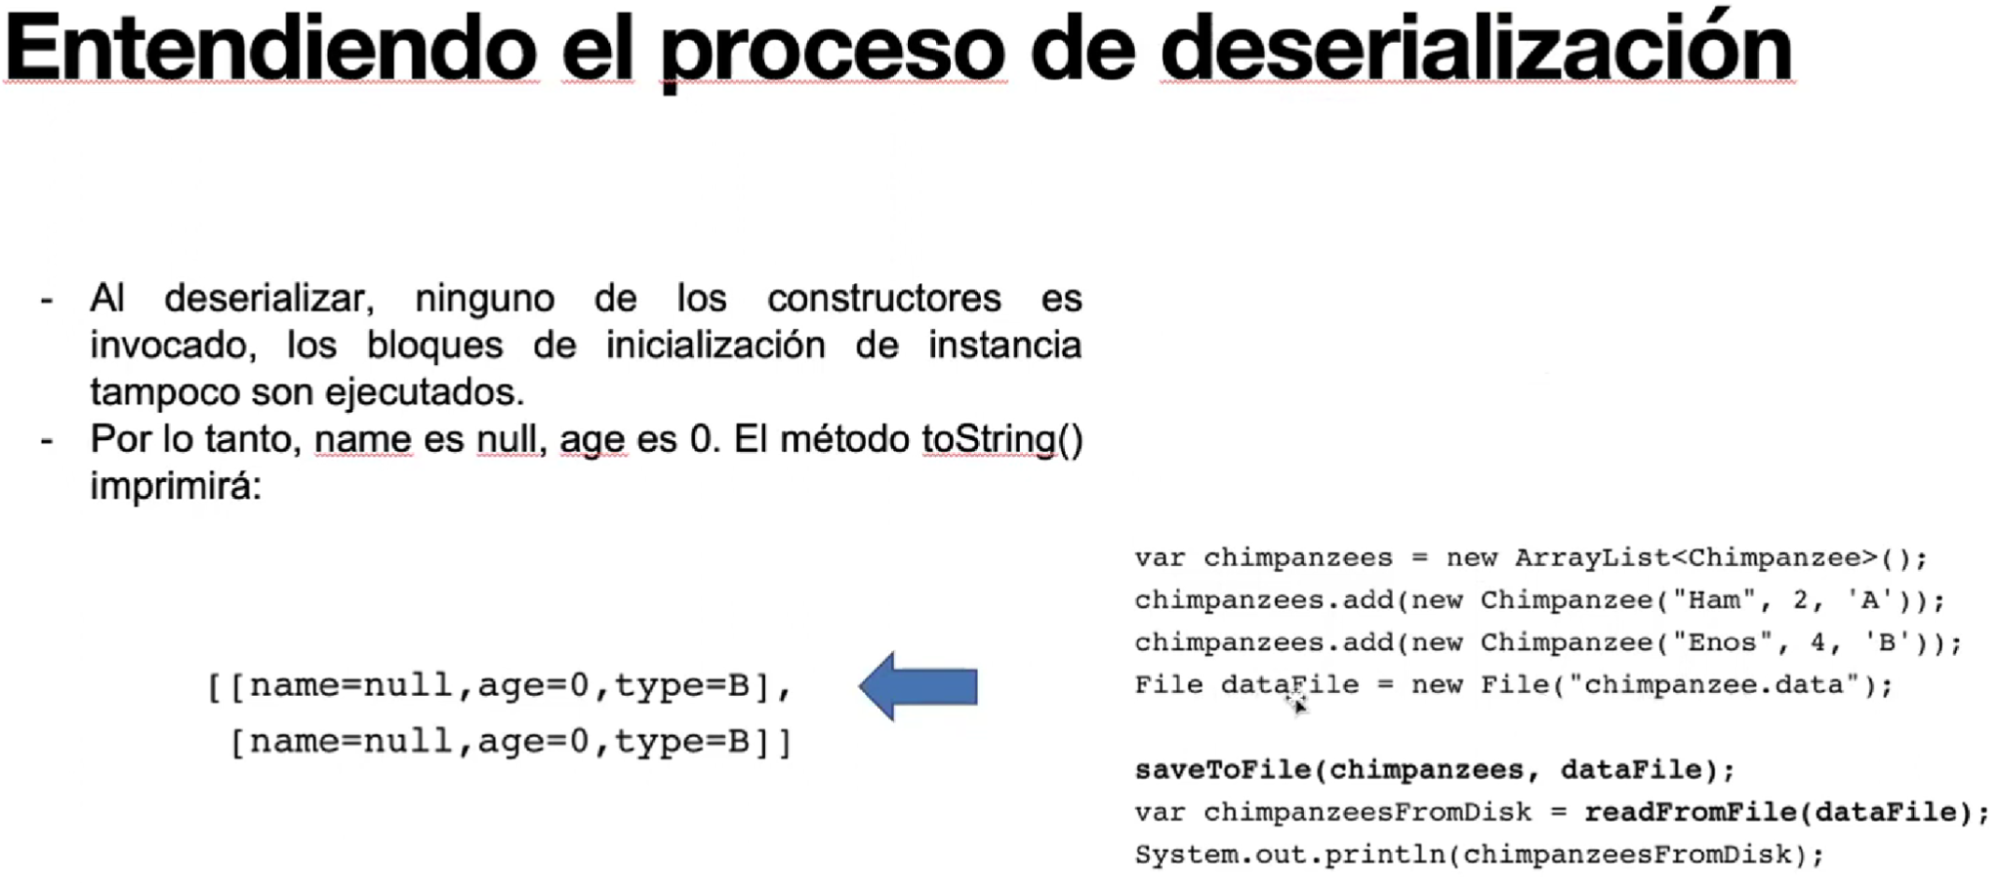 Entendiendo el proceso de deserialización
- Al deserializar, ninguno de los constructores es
invocado, los bloques de inicialización de instancia
tampoco son ejecutados.
- Por lo tanto, name es null, age es 0. El método toString()
imprimirá:
[[name=null,age=0,type=B],
[name=null,age=0,type=B]]
var chimpanzees = new ArrayList<Chimpanzee>();
chimpanzees.add(new Chimpanzee("Ham", 2, 'A'));
chimpanzees.add(new Chimpanzee("Enos", 4, 'B'));
File dataFile = new File("chimpanzee.data");
saveToFile(chimpanzees, dataFile);
var chimpanzeesFromDisk = readFromFile(dataFile);
System.out.println(chimpanzeesFromDisk);